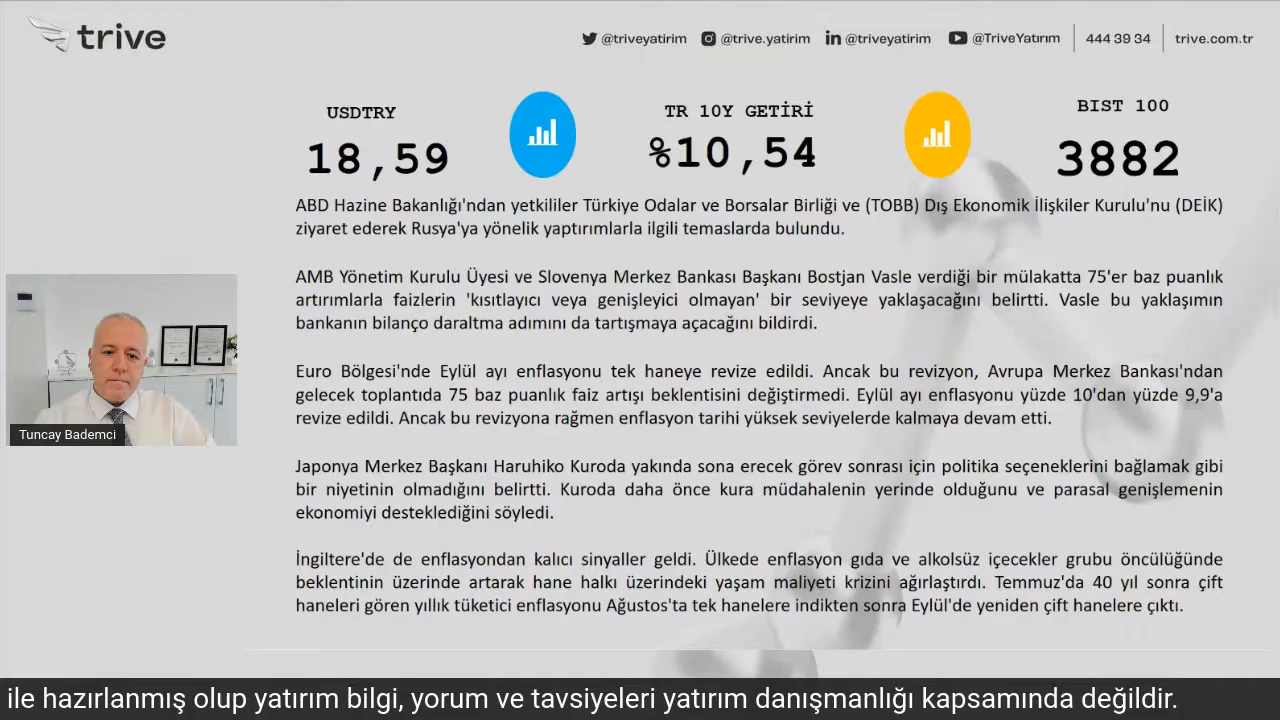 trive
@triveyatirim @trive.yatirim in @triveyatirim @TriveYatırım 444 39 34 trive.com.tr
USDTRY
18,59
TR 10Y GETİRİ
%10,54
BIST 100
3882
ABD Hazine Bakanlığı'ndan yetkililer Türkiye Odalar ve Borsalar Birliği ve (TOBB) Dış Ekonomik İlişkiler Kurulu'nu (DEİK)
ziyaret ederek Rusya'ya yönelik yaptırımlarla ilgili temaslarda bulundu.
AMB Yönetim Kurulu Üyesi ve Slovenya Merkez Bankası Başkanı Bostjan Vasle verdiği bir mülakatta 75'er baz puanlık
artırımlarla faizlerin 'kısıtlayıcı veya genişleyici olmayan' bir seviyeye yaklaşacağını belirtti. Vasle bu yaklaşımın
bankanın bilanço daraltma adımını da tartışmaya açacağını bildirdi.
Euro Bölgesi'nde Eylül ayı enflasyonu tek haneye revize edildi. Ancak bu revizyon, Avrupa Merkez Bankası'ndan
gelecek toplantıda 75 baz puanlık faiz artışı beklentisini değiştirmedi. Eylül ayı enflasyonu yüzde 10'dan yüzde 9,9'a
revize edildi. Ancak bu revizyona rağmen enflasyon tarihi yüksek seviyelerde kalmaya devam etti.
Japonya Merkez Başkanı Haruhiko Kuroda yakında sona erecek görev sonrası için politika seçeneklerini bağlamak gibi
bir niyetinin olmadığını belirtti. Kuroda daha önce kura müdahalenin yerinde olduğunu ve parasal genişlemenin
ekonomiyi desteklediğini söyledi.
İngiltere'de de enflasyondan kalıcı sinyaller geldi. Ülkede enflasyon gıda ve alkolsüz içecekler grubu öncülüğünde
beklentinin üzerinde artarak hane halkı üzerindeki yaşam maliyeti krizini ağırlaştırdı. Temmuz'da 40 yıl sonra çift
haneleri gören yıllık tüketici enflasyonu Ağustos'ta tek hanelere indikten sonra Eylül'de yeniden çift hanelere çıktı.
Tuncay Bademci
ile hazırlanmış olup yatırım bilgi, yorum ve tavsiyeleri yatırım danışmanlığı kapsamında değildir.